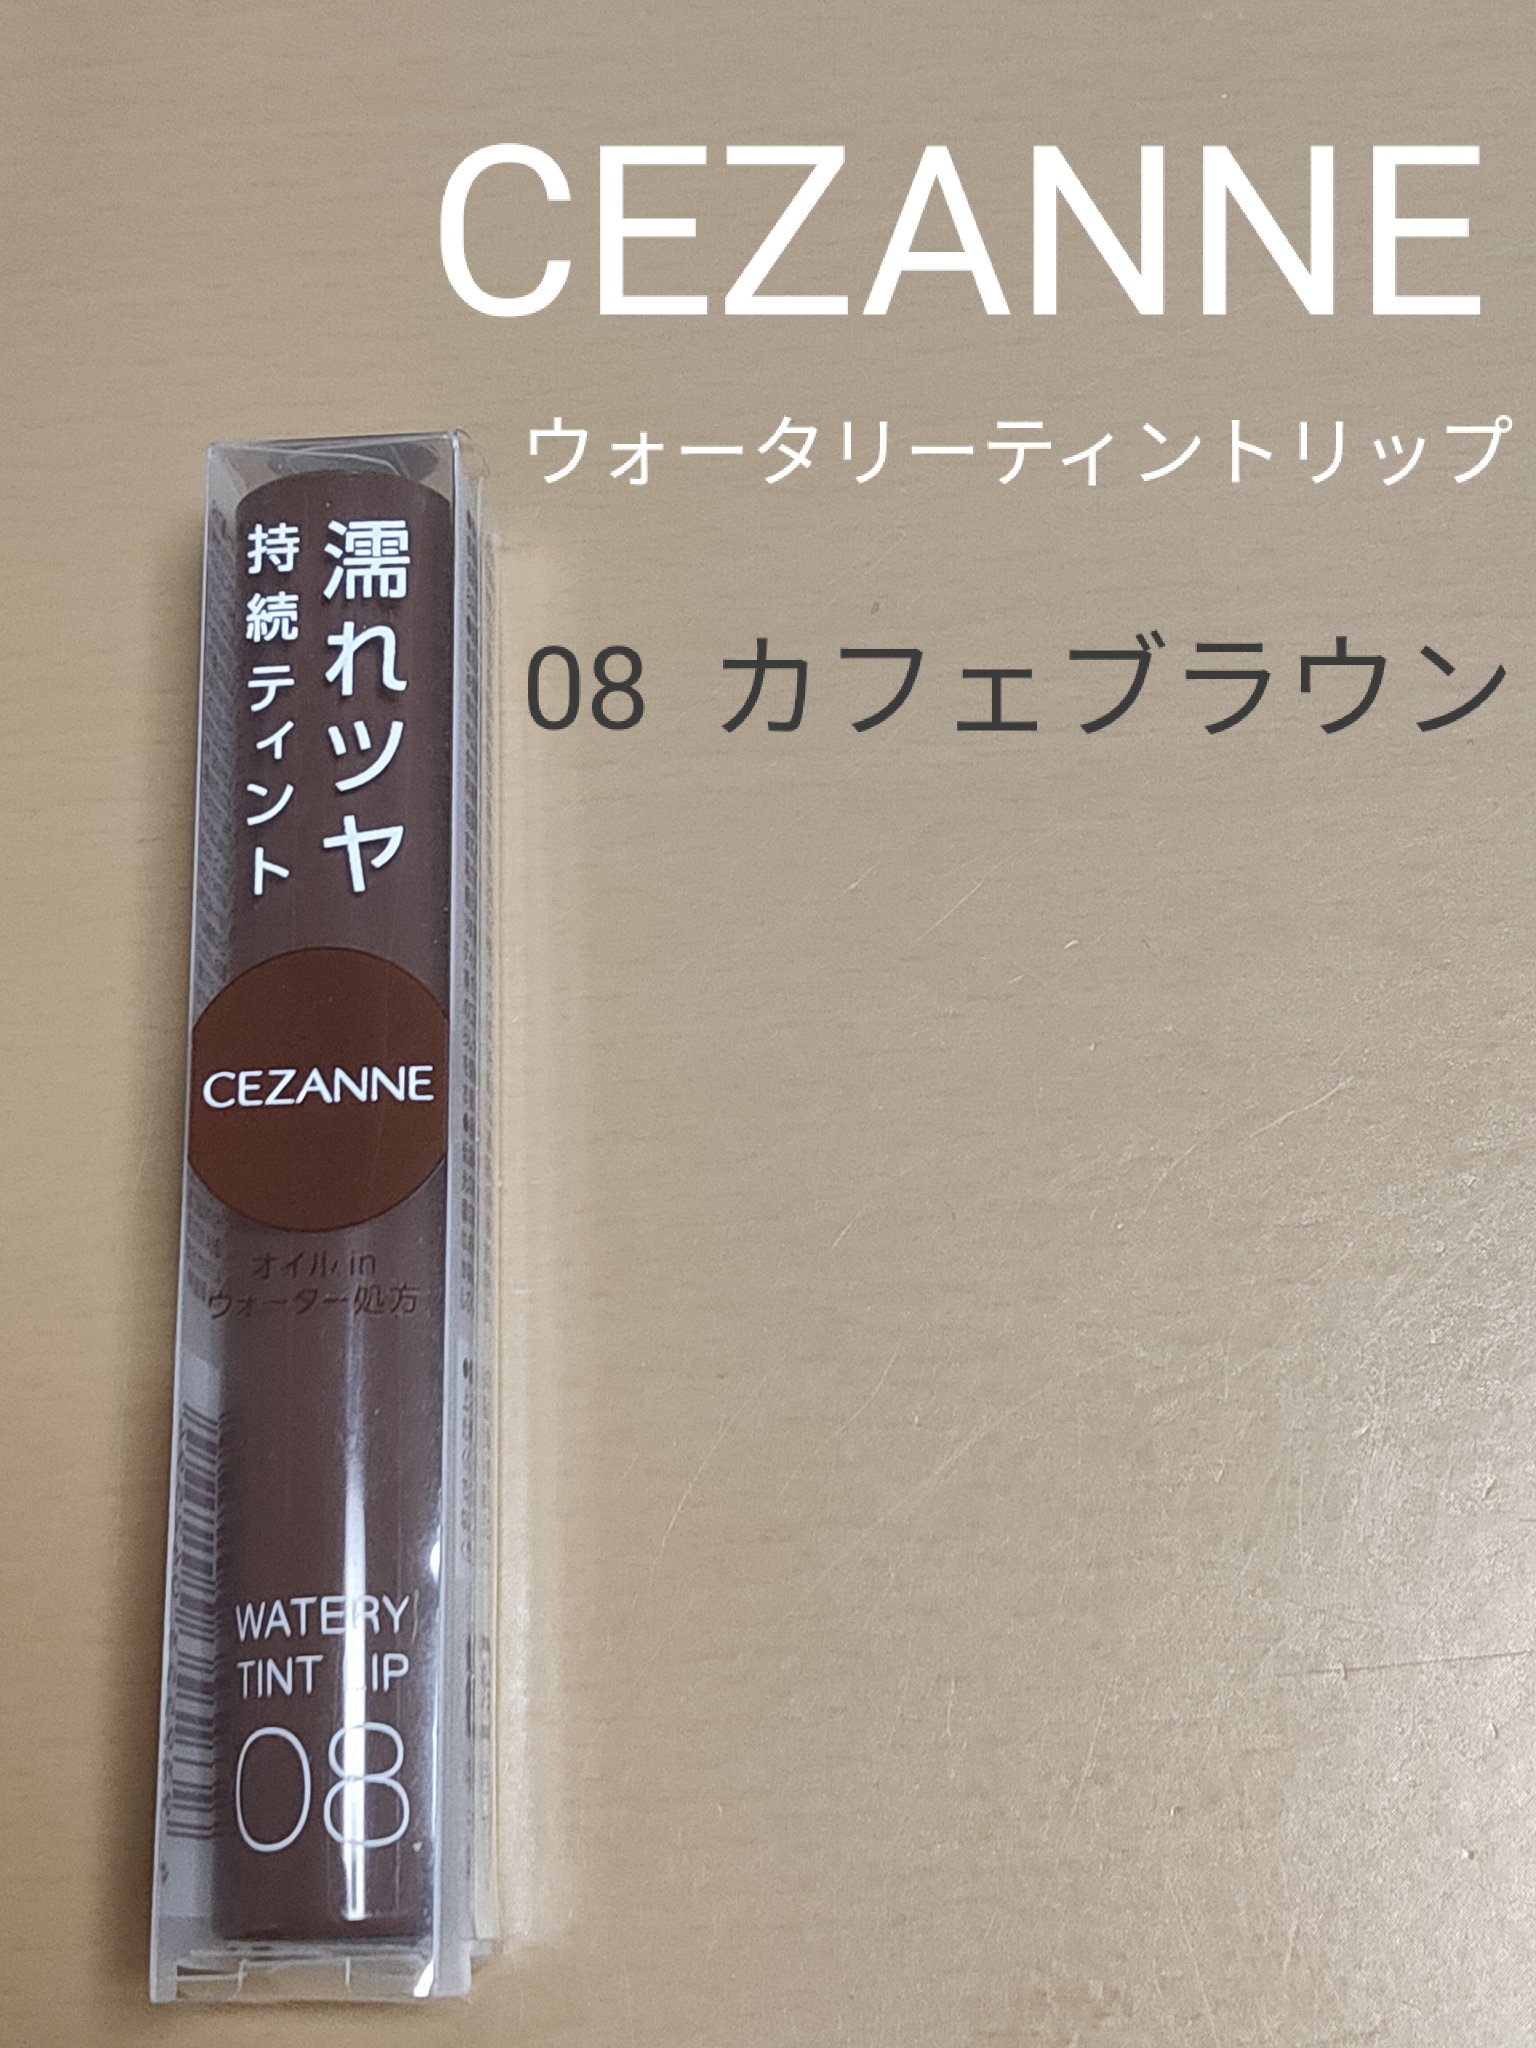 CEZANNE
ウォータリーティントリップ
08 カフェブラウン
濡れツヤ
持続ティント
CEZANNE
オイル in
ウォーター処方
WATERY
TINT LIP
08